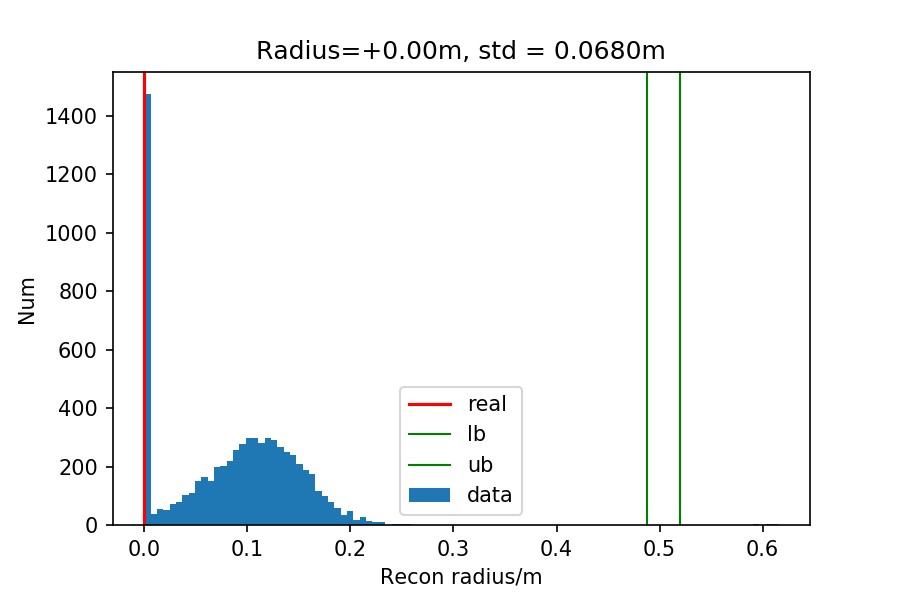 Radius=+0.00m, std = 0.0680m
1400
1200
1000
800
600
400
200
0
Num
real
lb
ub
data
0.0 0.1 0.2 0.3 0.4 0.5 0.6
Recon radius/m